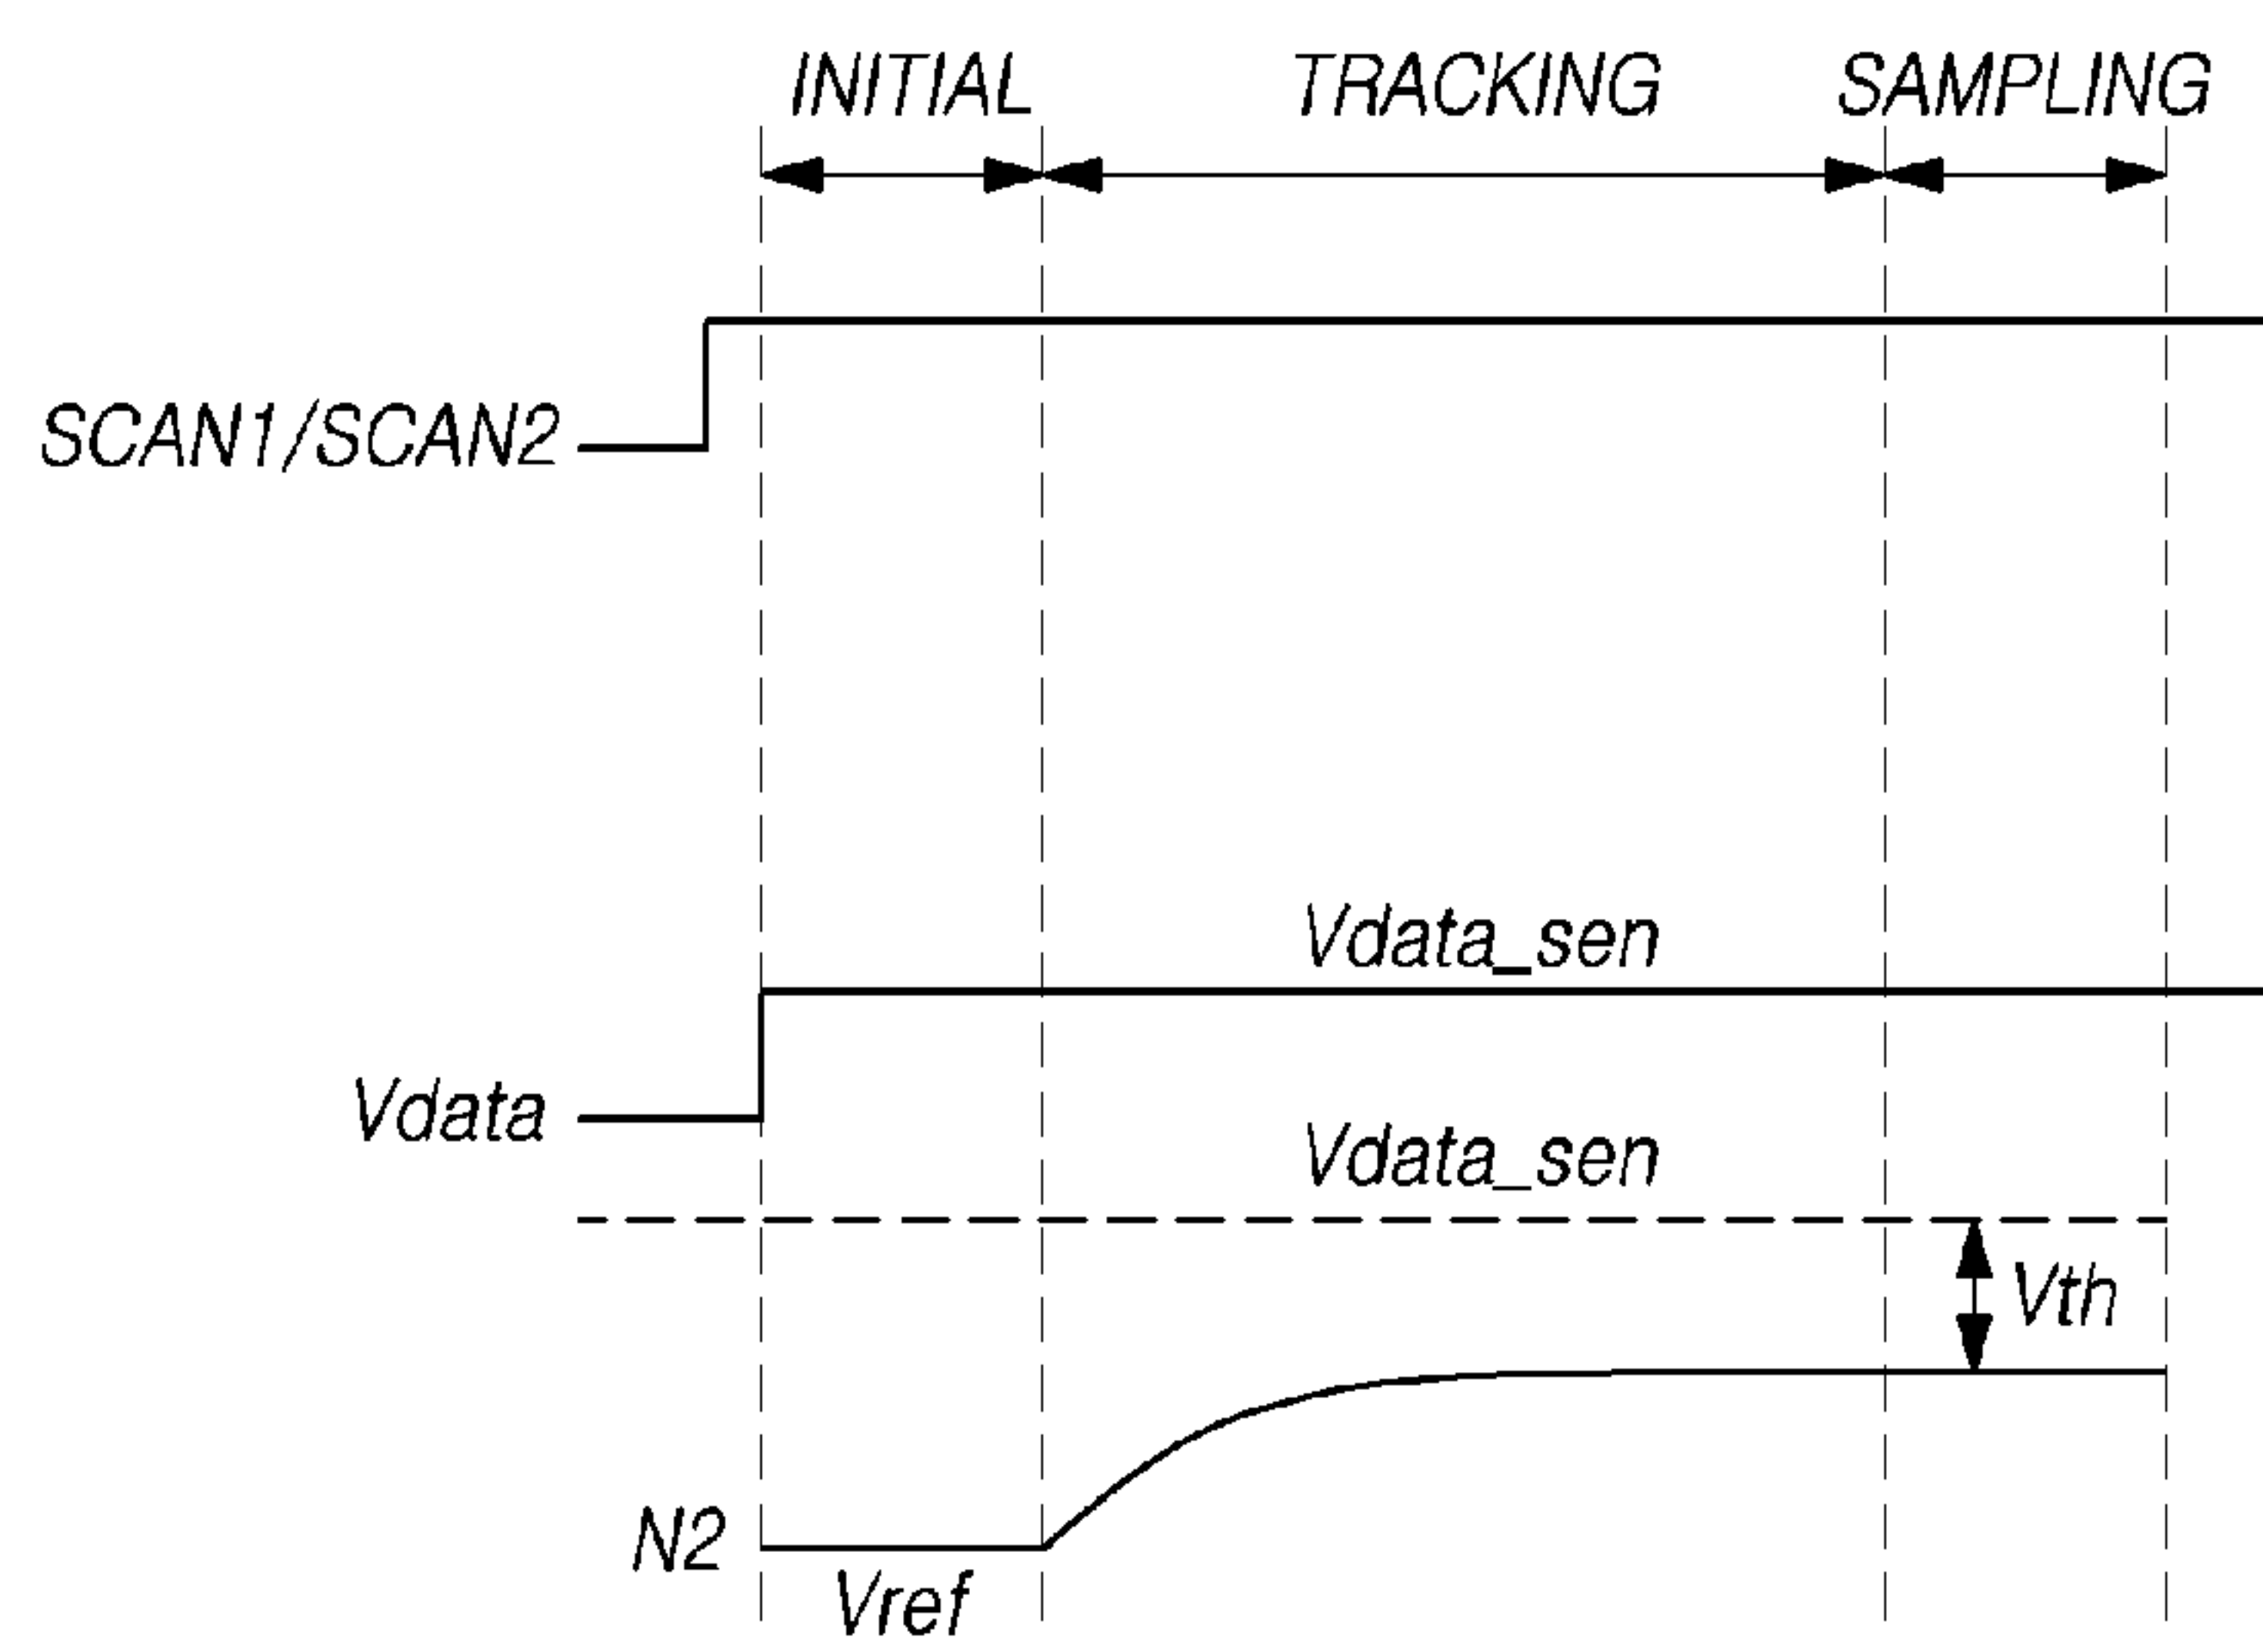 INITIAL TRACKING SAMPLING
SCAN1/SCAN2
Vdata_sen
Vdata
Vdata_sen
Vth
N2
Vref